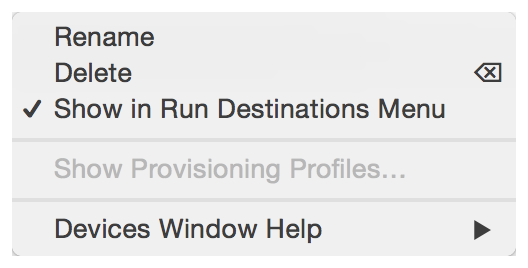 Rename
Delete ⌫
✓ Show in Run Destinations Menu
Show Provisioning Profiles…
Devices Window Help ▶